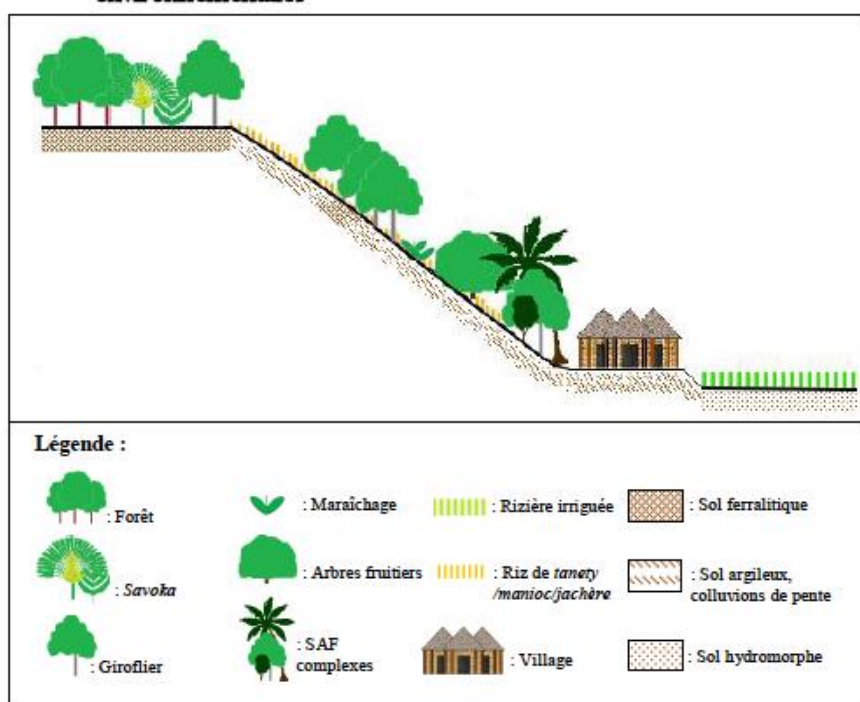 Légende :
: Forêt
: Maraîchage
: Rizière irriguée
: Sol ferralitique
: Savoka
: Arbres fruitiers
: Riz de tanety
/manioc/jachère
: Sol argileux,
colluvions de pente
: Giroflier
: SAF
complexes
: Village
: Sol hydromorphe